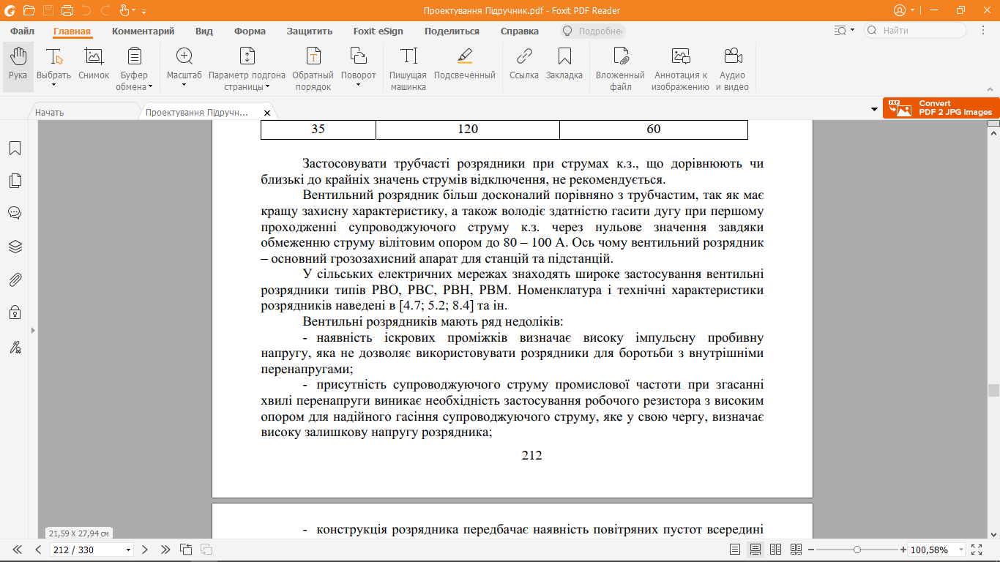 Проектування Підручник.pdf - Foxit PDF Reader
Файл Главная Комментарий Вид Форма Защитить Foxit eSign Поделиться Справка Подробнее Найти
Рука Выбрать Снимок Буфер обмена Масштаб Параметр подгона страницы Обратный порядок Поворот Пишущая машинка Подсвеченный Ссылка Закладка Вложенный файл Аннотация к изображению Аудио и видео
Начать Проектування Підручн... PDF Convert
PDF 2 JPG Images
35 120 60
Застосовувати трубчасті розрядники при струмах к.з., що дорівнюють чи
близькі до крайніх значень струмів відключення, не рекомендується.
Вентильний розрядник більш досконалий порівняно з трубчастим, так як має
кращу захисну характеристику, а також володіє здатністю гасити дугу при першому
проходженні супроводжуючого струму к.з. через нульове значення завдяки
обмеженню струму вілітовим опором до 80 – 100 А. Ось чому вентильний розрядник
– основний грозозахисний апарат для станцій та підстанцій.
У сільських електричних мережах знаходять широке застосування вентильні
розрядники типів РВО, РВС, РВН, РВМ. Номенклатура і технічні характеристики
розрядників наведені в [4.7; 5.2; 8.4] та ін.
Вентильні розрядників мають ряд недоліків:
- наявність іскрових проміжків визначає високу імпульсну пробивну
напругу, яка не дозволяє використовувати розрядники для боротьби з внутрішніми
перенапругами;
- присутність супроводжуючого струму промислової частоти при згасанні
хвилі перенапруги виникає необхідність застосування робочого резистора з високим
опором для надійного гасіння супроводжуючого струму, яке у свою чергу, визначає
високу залишкову напругу розрядника;
212
- конструкція розрядника передбачає наявність повітряних пустот всередині
21,59 X 27,94 см
212 / 330 100,58%